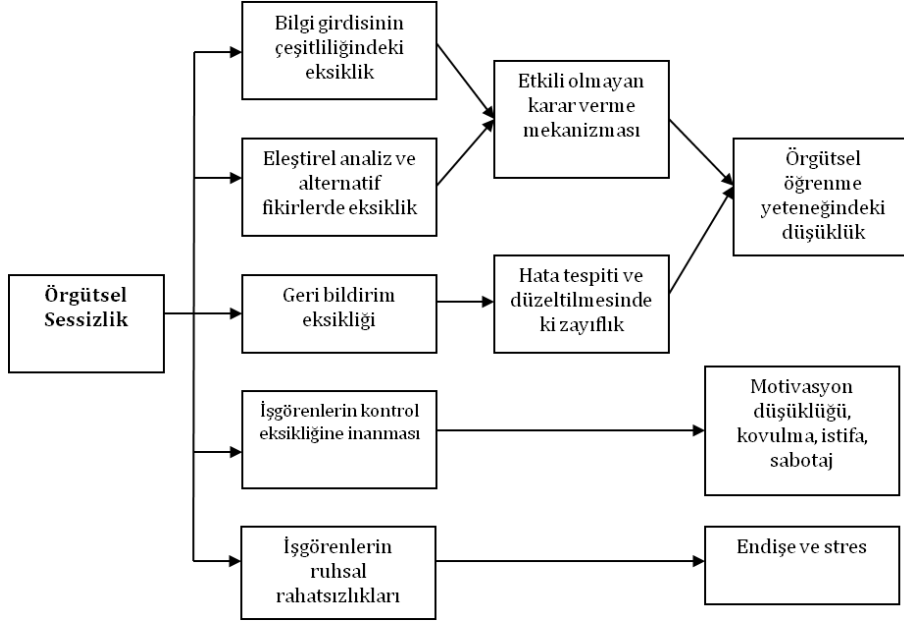 Bilgi girdisinin
çeşitliliğindeki
eksiklik
Etkili olmayan
karar verme
mekanizması
Eleştirel analiz ve
alternatif
fikirlerde eksiklik
Örgütsel
öğrenme
yeteneğindeki
düşüklük
Örgütsel
Sessizlik
Geri bildirim
eksikliği
Hata tespiti ve
düzeltilmesinde
ki zayıflık
İşgörenlerin kontrol
eksikliğine inanması
Motivasyon
düşüklüğü,
kovulma, istifa,
sabotaj
İşgörenlerin
ruhsal
rahatsızlıkları
Endişe ve stres